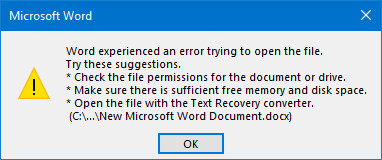 Microsoft Word
Word experienced an error trying to open the file.
Try these suggestions.
* Check the file permissions for the document or drive.
* Make sure there is sufficient free memory and disk space.
* Open the file with the Text Recovery converter.
(C:\...\New Microsoft Word Document.docx)
OK